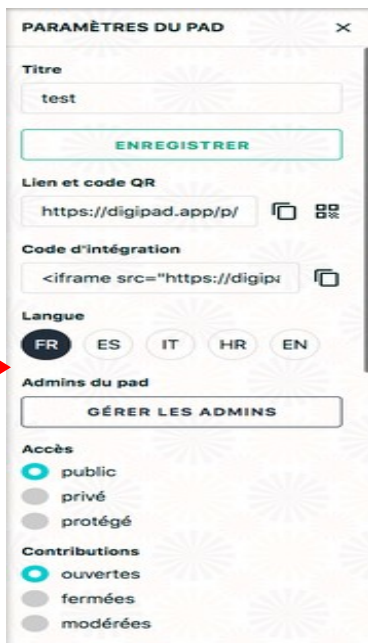 PARAMÈTRES DU PAD
Titre
test
ENREGISTRER
Lien et code QR
https://digipad.app/p/
Code d'intégration
<iframe src="https://digipa
Langue
FR ES IT HR EN
Admins du pad
GÉRER LES ADMINS
Accès
public
privé
protégé
Contributions
ouvertes
fermées
modérées